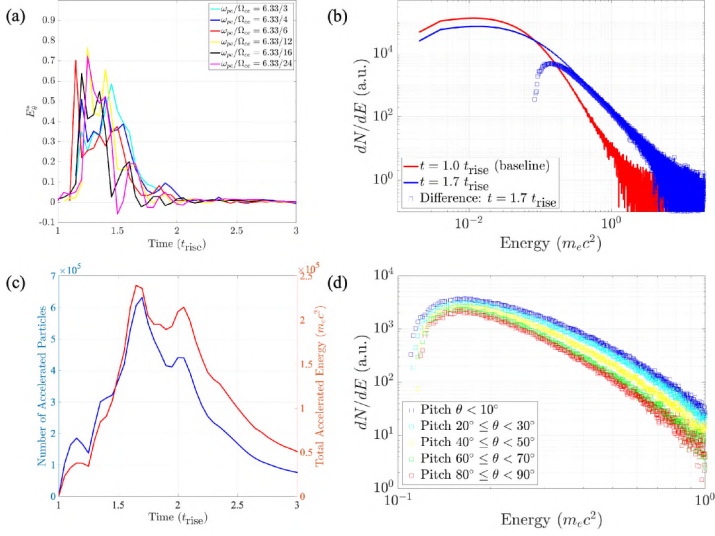 (a)
0.9
0.8
0.7
0.6
0.5
0.4
0.3
0.2
0.1
0
-0.1
E*g
ωpe/Ωce = 6.33/3
ωpe/Ωce = 6.33/4
ωpe/Ωce = 6.33/6
ωpe/Ωce = 6.33/12
ωpe/Ωce = 6.33/16
ωpe/Ωce = 6.33/24
1 1.5 2 2.5 3
Time (trise)
(b)
10^4
10^2
10^0
dN/dE (a.u.)
t = 1.0 trise (baseline)
t = 1.7 trise
Difference: t = 1.7 trise
10^-2 10^0
Energy (mec^2)
(c)
×10^5
7
6
5
4
3
2
1
0
Number of Accelerated Particles
×10^5
2.5
2
1.5
1
0.5
0
Total Accelerated Energy (mec^2)
1 1.5 2 2.5 3
Time (trise)
(d)
10^4
10^3
10^2
10^1
10^0
dN/dE (a.u.)
Pitch θ < 10°
Pitch 20° ≤ θ < 30°
Pitch 40° ≤ θ < 50°
Pitch 60° ≤ θ < 70°
Pitch 80° ≤ θ < 90°
10^-1 10^0
Energy (mec^2)